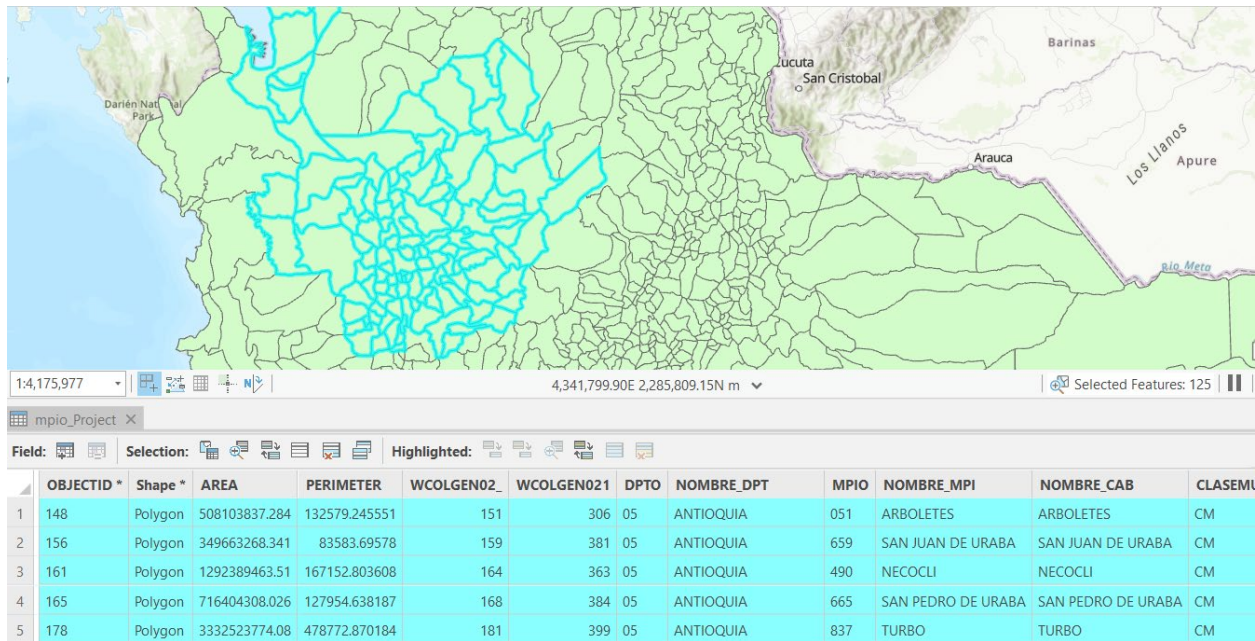 Barinas
ucuta
San Cristobal
Darién Nat al
Park
Los Llanos
Apure
Arauca
Rio Meta
1:4,175,977
4,341,799.90E 2,285,809.15N m
Selected Features: 125
mpio_Project
Field: Selection: Highlighted:
OBJECTID * Shape * AREA PERIMETER WCOLGEN02_ WCOLGEN021 DPTO NOMBRE_DPT MPIO NOMBRE_MPI NOMBRE_CAB CLASEMU
1 148 Polygon 508103837.284 132579.245551 151 306 05 ANTIOQUIA 051 ARBOLETES ARBOLETES CM
2 156 Polygon 349663268.341 83583.69578 159 381 05 ANTIOQUIA 659 SAN JUAN DE URABA SAN JUAN DE URABA CM
3 161 Polygon 1292389463.51 167152.803608 164 363 05 ANTIOQUIA 490 NECOCLI NECOCLI CM
4 165 Polygon 716404308.026 127954.638187 168 384 05 ANTIOQUIA 665 SAN PEDRO DE URABA SAN PEDRO DE URABA CM
5 178 Polygon 3332523774.08 478772.870184 181 399 05 ANTIOQUIA 837 TURBO TURBO CM